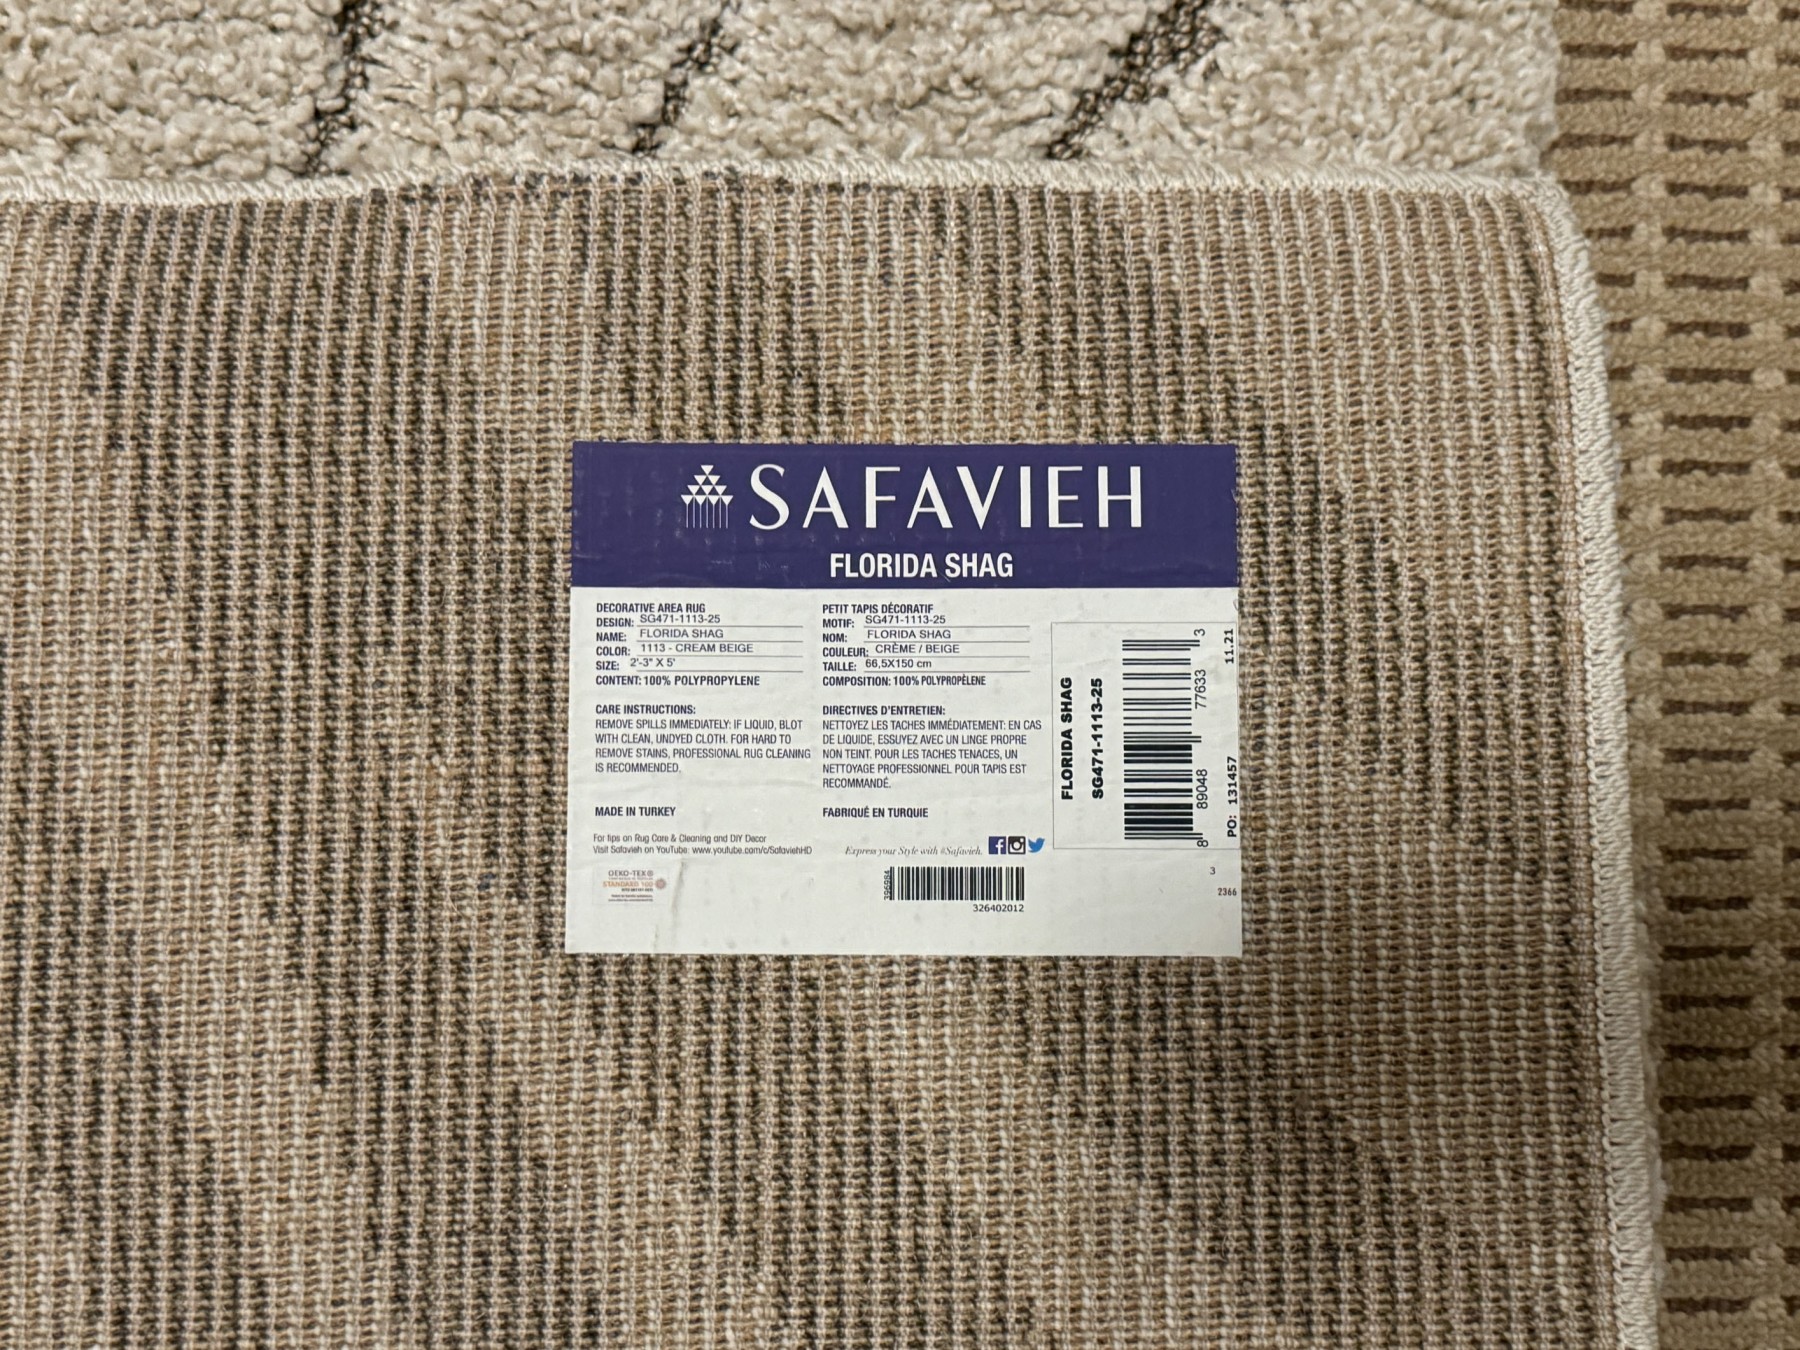 SAFAVIEH
FLORIDA SHAG
DECORATIVE AREA RUG
DESIGN: SG471-1113-25
NAME: FLORIDA SHAG
COLOR: 1113 - CREAM BEIGE
SIZE: 2'-3" X 5'
CONTENT: 100% POLYPROPYLENE
CARE INSTRUCTIONS:
REMOVE SPILLS IMMEDIATELY: IF LIQUID, BLOT
WITH CLEAN, UNDYED CLOTH. FOR HARD TO
REMOVE STAINS, PROFESSIONAL RUG CLEANING
IS RECOMMENDED.
MADE IN TURKEY
For tips on Rug Care & Cleaning and DIY Decor
Visit Safavieh on YouTube: www.youtube.com/c/SafaviehHD
OEKO-TEX®
STANDARD 100
PETIT TAPIS DÉCORATIF
MOTIF: SG471-1113-25
NOM: FLORIDA SHAG
COULEUR: CRÈME / BEIGE
TAILLE: 66,5X150 cm
COMPOSITION: 100% POLYPROPÈLENE
DIRECTIVES D'ENTRETIEN:
NETTOYEZ LES TACHES IMMÉDIATEMENT: EN CAS
DE LIQUIDE, ESSUYEZ AVEC UN LINGE PROPRE
NON TEINT. POUR LES TACHES TENACES, UN
NETTOYAGE PROFESSIONNEL POUR TAPIS EST
RECOMMANDÉ.
FABRIQUÉ EN TURQUIE
Express your Style with #Safavieh.
396984
326402012
FLORIDA SHAG
SG471-1113-25
8 89048 77633 3
PO: 131457 11.21
3
2366